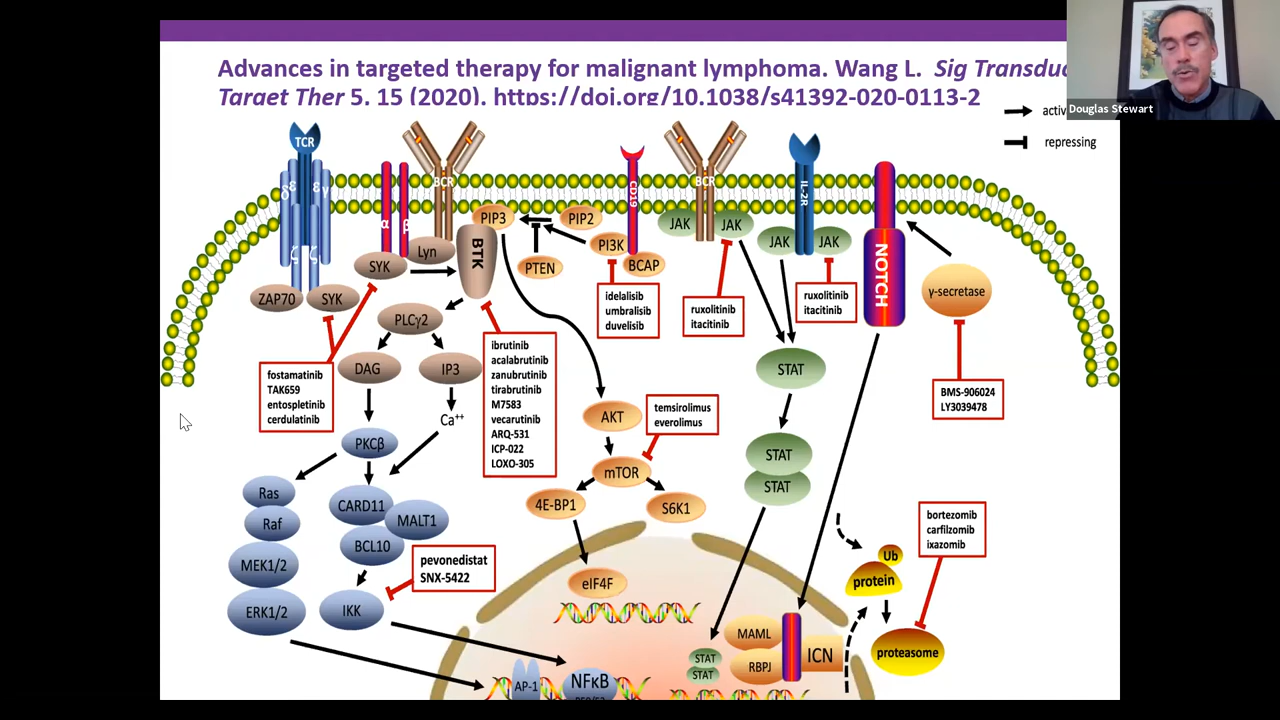 Advances in targeted therapy for malignant lymphoma. Wang L. Sig Transduc
Target Ther 5, 15 (2020). https://doi.org/10.1038/s41392-020-0113-2
Douglas Stewart
repressing
TCR
δ ε
ε γ
ζ ζ
α
β
BCR
CD19
BCR
IL-2R
NOTCH
PIP3
PIP2
PI3K
BCAP
PTEN
BTK
Lyn
SYK
ZAP70
SYK
JAK
JAK
JAK
JAK
γ-secretase
PLCγ2
DAG
IP3
Ca++
PKCβ
fostamatinib
TAK659
entospletinib
cerdulatinib
ibrutinib
acalabrutinib
zanubrutinib
tirabrutinib
M7583
vecarutinib
ARQ-531
ICP-022
LOXO-305
idelalisib
umbralisib
duvelisib
ruxolitinib
itacitinib
ruxolitinib
itacitinib
BMS-906024
LY3039478
STAT
AKT
temsirolimus
everolimus
mTOR
4E-BP1
S6K1
STAT
STAT
Ras
Raf
MEK1/2
ERK1/2
CARD11
MALT1
BCL10
IKK
pevonedistat
SNX-5422
eIF4F
bortezomib
carfilzomib
ixazomib
Ub
protein
proteasome
MAML
RBPJ
ICN
STAT
STAT
AP-1
NFκB